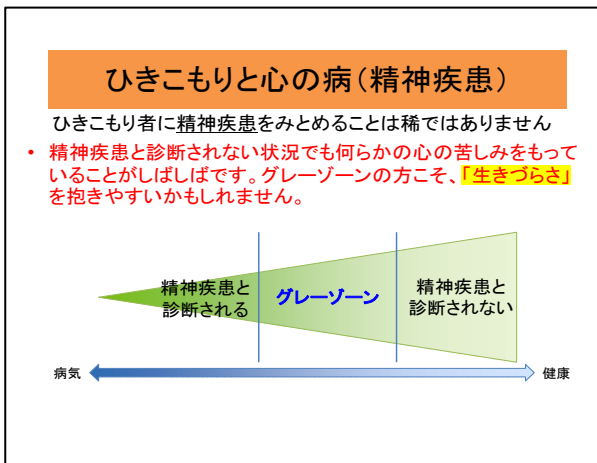 ひきこもりと心の病(精神疾患)
ひきこもり者に精神疾患をみとめることは稀ではありません
• 精神疾患と診断されない状況でも何らかの心の苦しみをもって
いることがしばしばです。グレーゾーンの方こそ、「生きづらさ」
を抱きやすいかもしれません。
精神疾患と
診断される
グレーゾーン
精神疾患と
診断されない
病気
健康